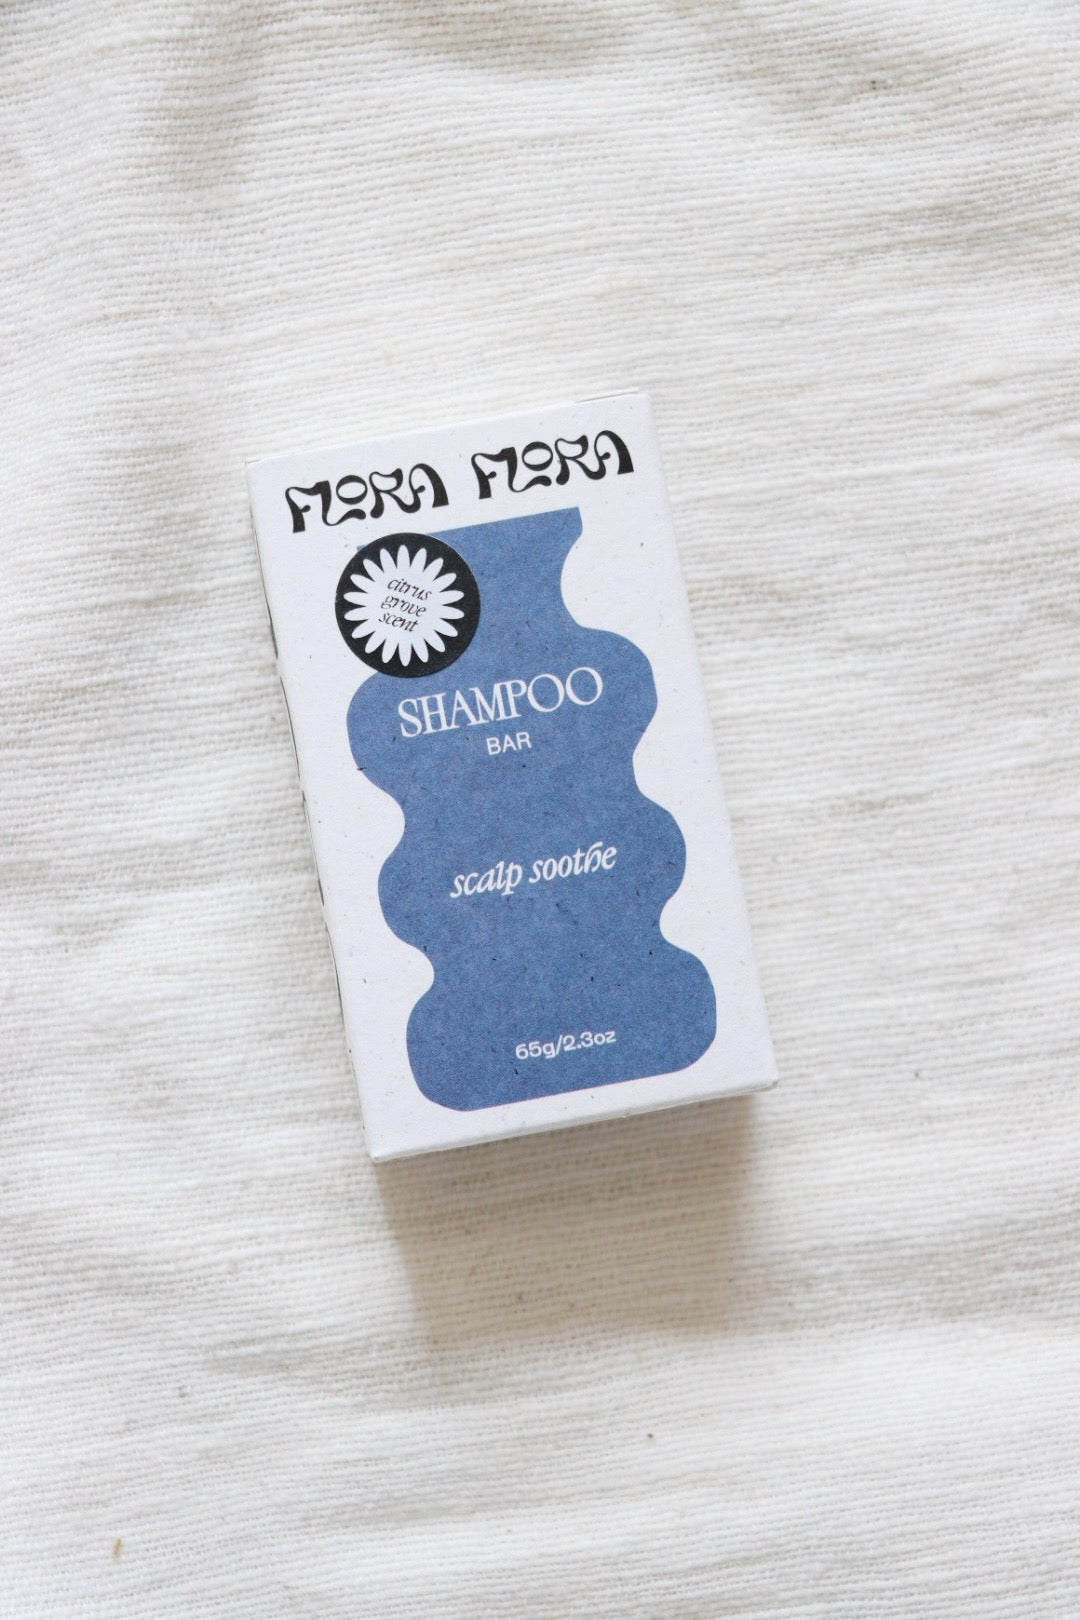 FLORA FLORA
citrus
grove
scent
SHAMPOO
BAR
scalp soothe
65g/2.3oz